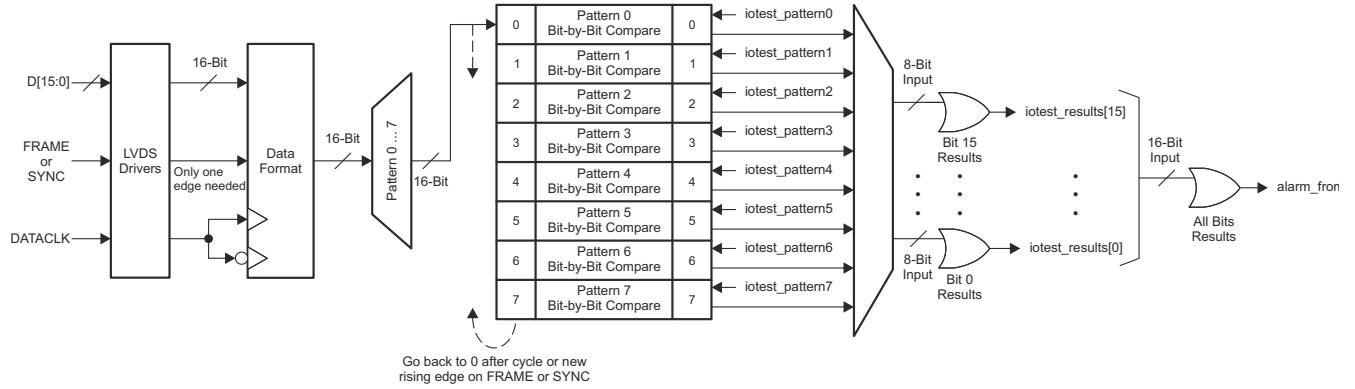 D[15:0]
FRAME
or
SYNC
DATACLK
LVDS
Drivers
16-Bit
Only one
edge needed
Data
Format
16-Bit
Pattern 0 ... 7
16-Bit
0
Pattern 0
Bit-by-Bit Compare
0
iotest_pattern0
1
Pattern 1
Bit-by-Bit Compare
1
iotest_pattern1
2
Pattern 2
Bit-by-Bit Compare
2
iotest_pattern2
3
Pattern 3
Bit-by-Bit Compare
3
iotest_pattern3
4
Pattern 4
Bit-by-Bit Compare
4
iotest_pattern4
5
Pattern 5
Bit-by-Bit Compare
5
iotest_pattern5
6
Pattern 6
Bit-by-Bit Compare
6
iotest_pattern6
7
Pattern 7
Bit-by-Bit Compare
7
iotest_pattern7
Go back to 0 after cycle or new
rising edge on FRAME or SYNC
8-Bit
Input
Bit 15
Results
iotest_results[15]
8-Bit
Input
Bit 0
Results
iotest_results[0]
16-Bit
Input
All Bits
Results